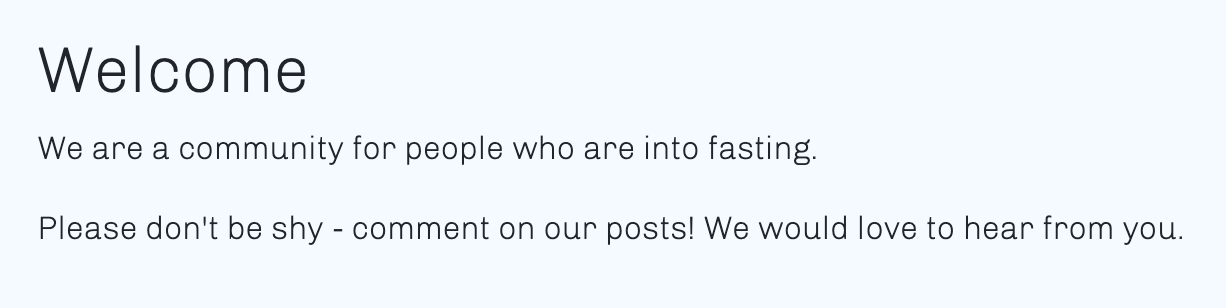 Welcome
We are a community for people who are into fasting.
Please don't be shy - comment on our posts! We would love to hear from you.